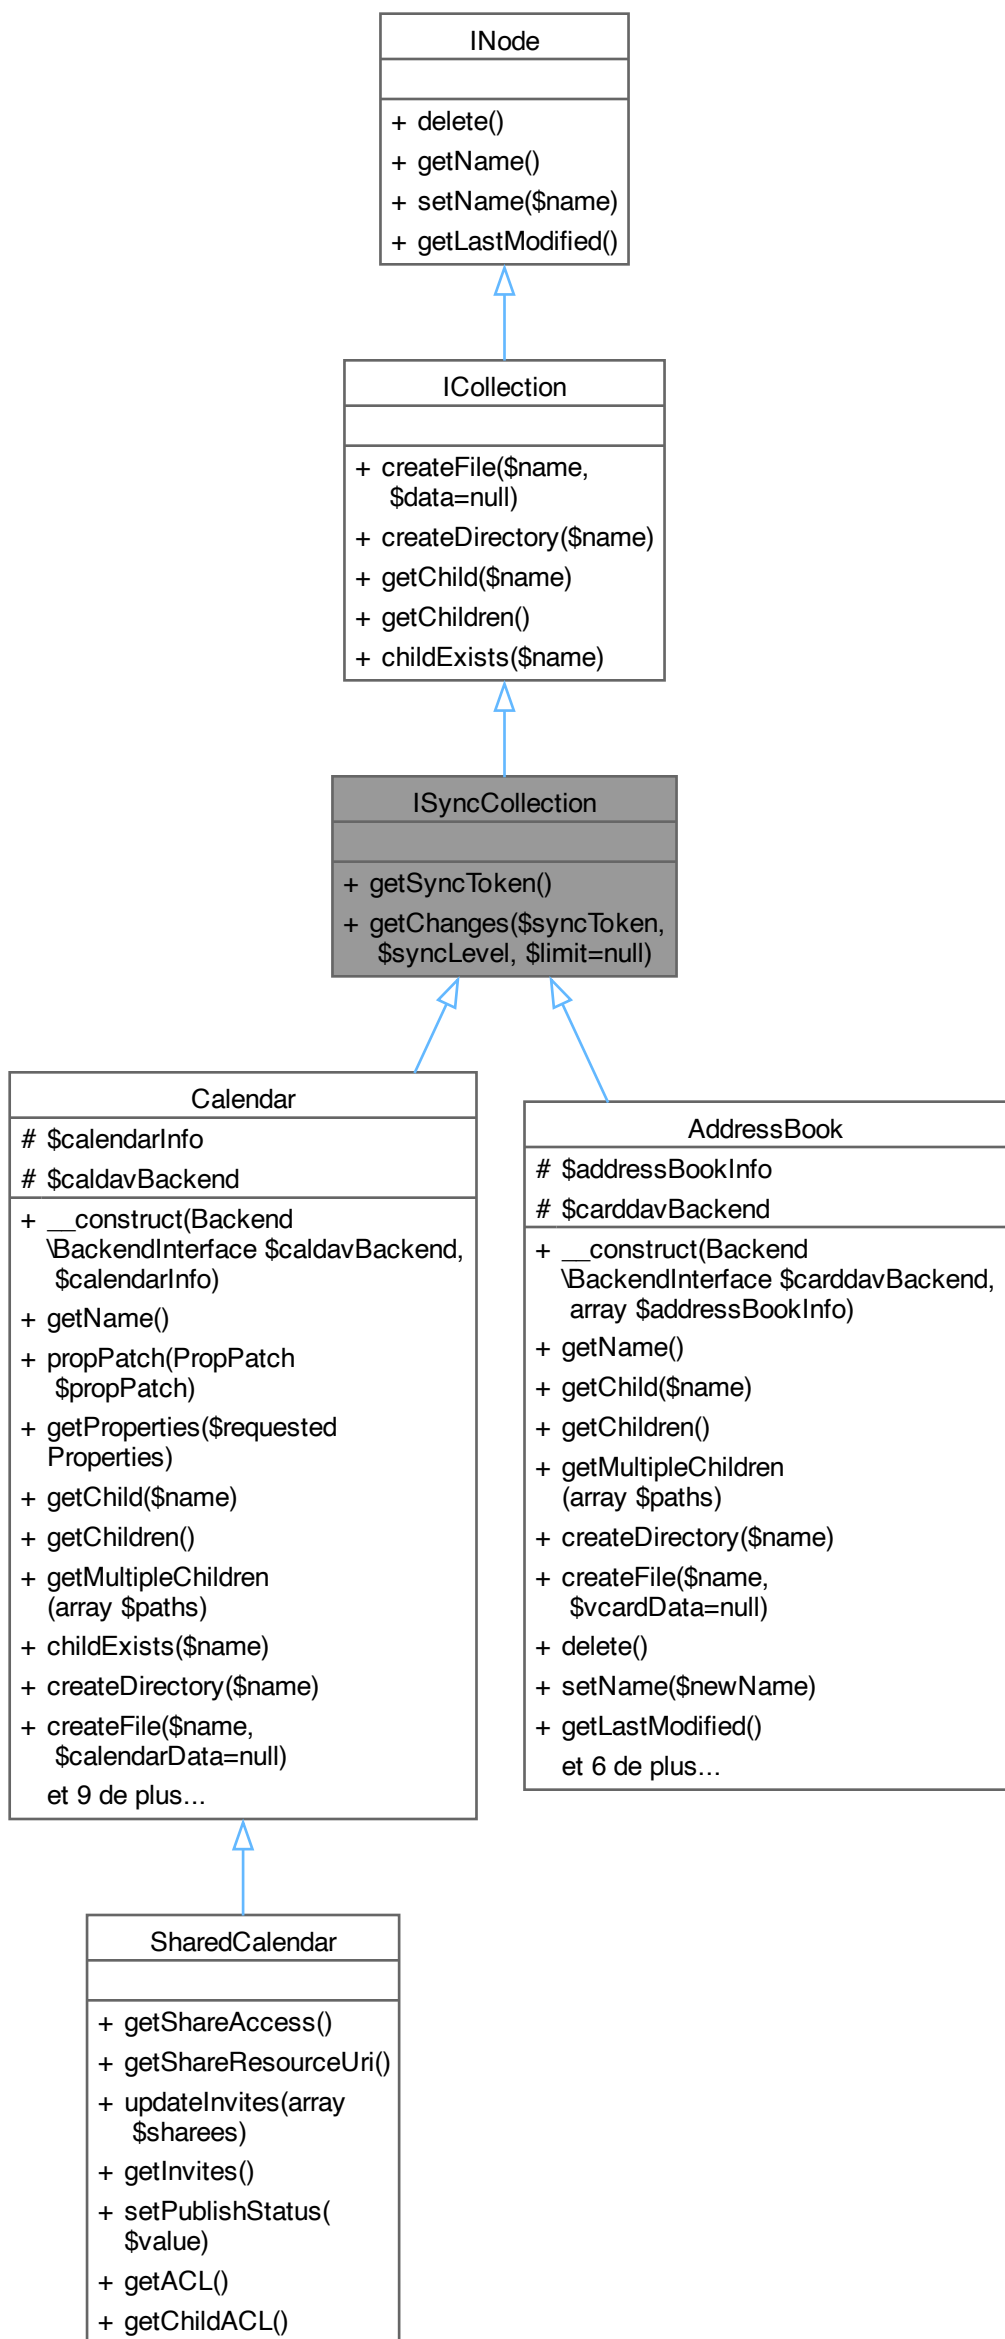 INode
+ delete()
+ getName()
+ setName($name)
+ getLastModified()
ICollection
+ createFile($name,
$data=null)
+ createDirectory($name)
+ getChild($name)
+ getChildren()
+ childExists($name)
ISyncCollection
+ getSyncToken()
+ getChanges($syncToken,
$syncLevel, $limit=null)
Calendar
# $calendarInfo
# $caldavBackend
+ __construct(Backend
\BackendInterface $caldavBackend,
$calendarInfo)
+ getName()
+ propPatch(PropPatch
$propPatch)
+ getProperties($requested
Properties)
+ getChild($name)
+ getChildren()
+ getMultipleChildren
(array $paths)
+ childExists($name)
+ createDirectory($name)
+ createFile($name,
$calendarData=null)
et 9 de plus...
AddressBook
# $addressBookInfo
# $carddavBackend
+ __construct(Backend
\BackendInterface $carddavBackend,
array $addressBookInfo)
+ getName()
+ getChild($name)
+ getChildren()
+ getMultipleChildren
(array $paths)
+ createDirectory($name)
+ createFile($name,
$vcardData=null)
+ delete()
+ setName($newName)
+ getLastModified()
et 6 de plus...
SharedCalendar
+ getShareAccess()
+ getShareResourceUri()
+ updateInvites(array
$sharees)
+ getInvites()
+ setPublishStatus(
$value)
+ getACL()
+ getChildACL()